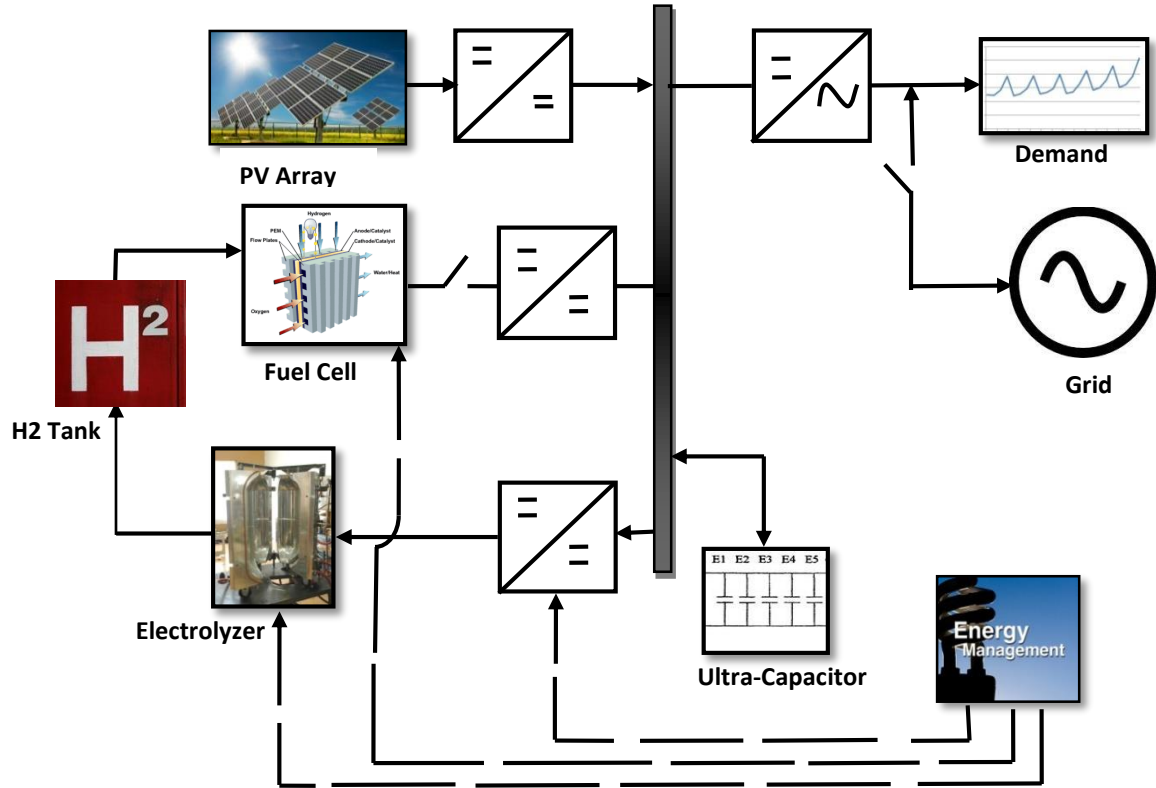 PV Array
Demand
Hydrogen
PEM
Anode/Catalyst
Flow Plates
Cathode/Catalyst
Water/Heat
Oxygen
Fuel Cell
Grid
H2
H2 Tank
Electrolyzer
E1 E2 E3 E4 E5
Ultra-Capacitor
Energy
Management